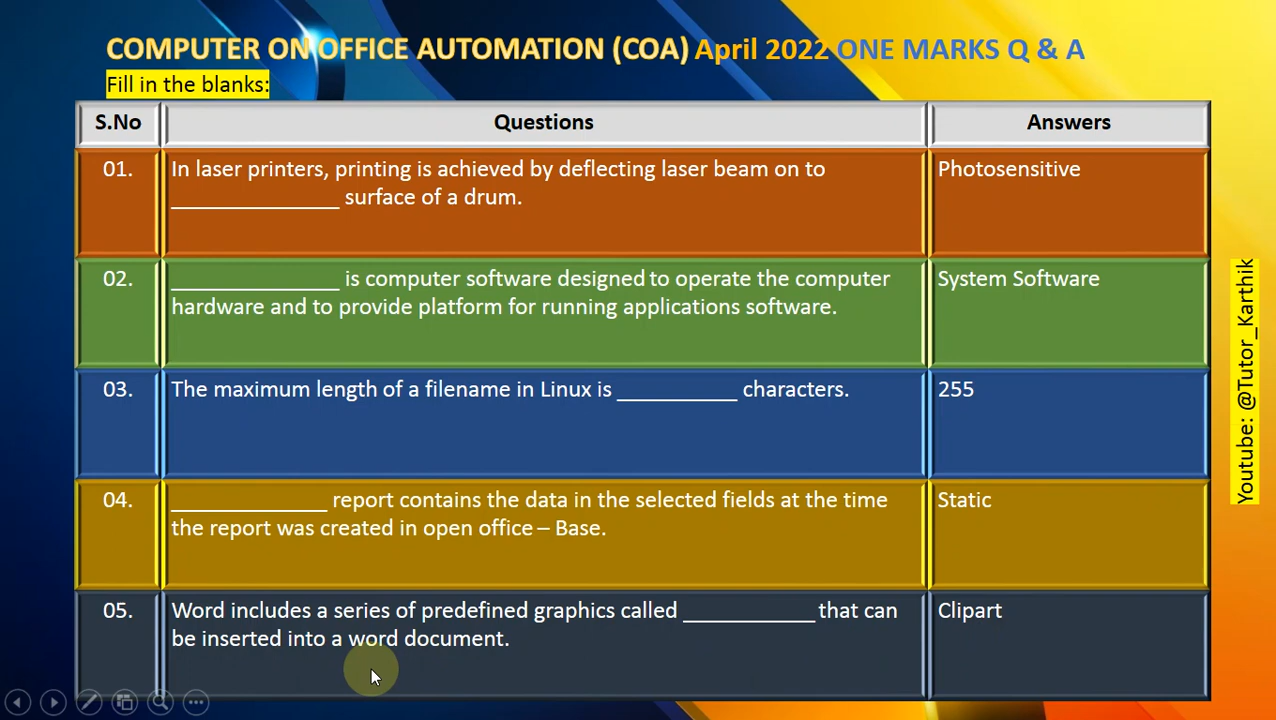 COMPUTER ON OFFICE AUTOMATION (COA) April 2022 ONE MARKS Q & A
Fill in the blanks:
S.No Questions Answers
01. In laser printers, printing is achieved by deflecting laser beam on to Photosensitive
______________ surface of a drum.
02. ______________ is computer software designed to operate the computer System Software
hardware and to provide platform for running applications software.
03. The maximum length of a filename in Linux is __________ characters. 255
04. _____________ report contains the data in the selected fields at the time Static
the report was created in open office – Base.
05. Word includes a series of predefined graphics called ___________ that can Clipart
be inserted into a word document.
Youtube: @Tutor_Karthik